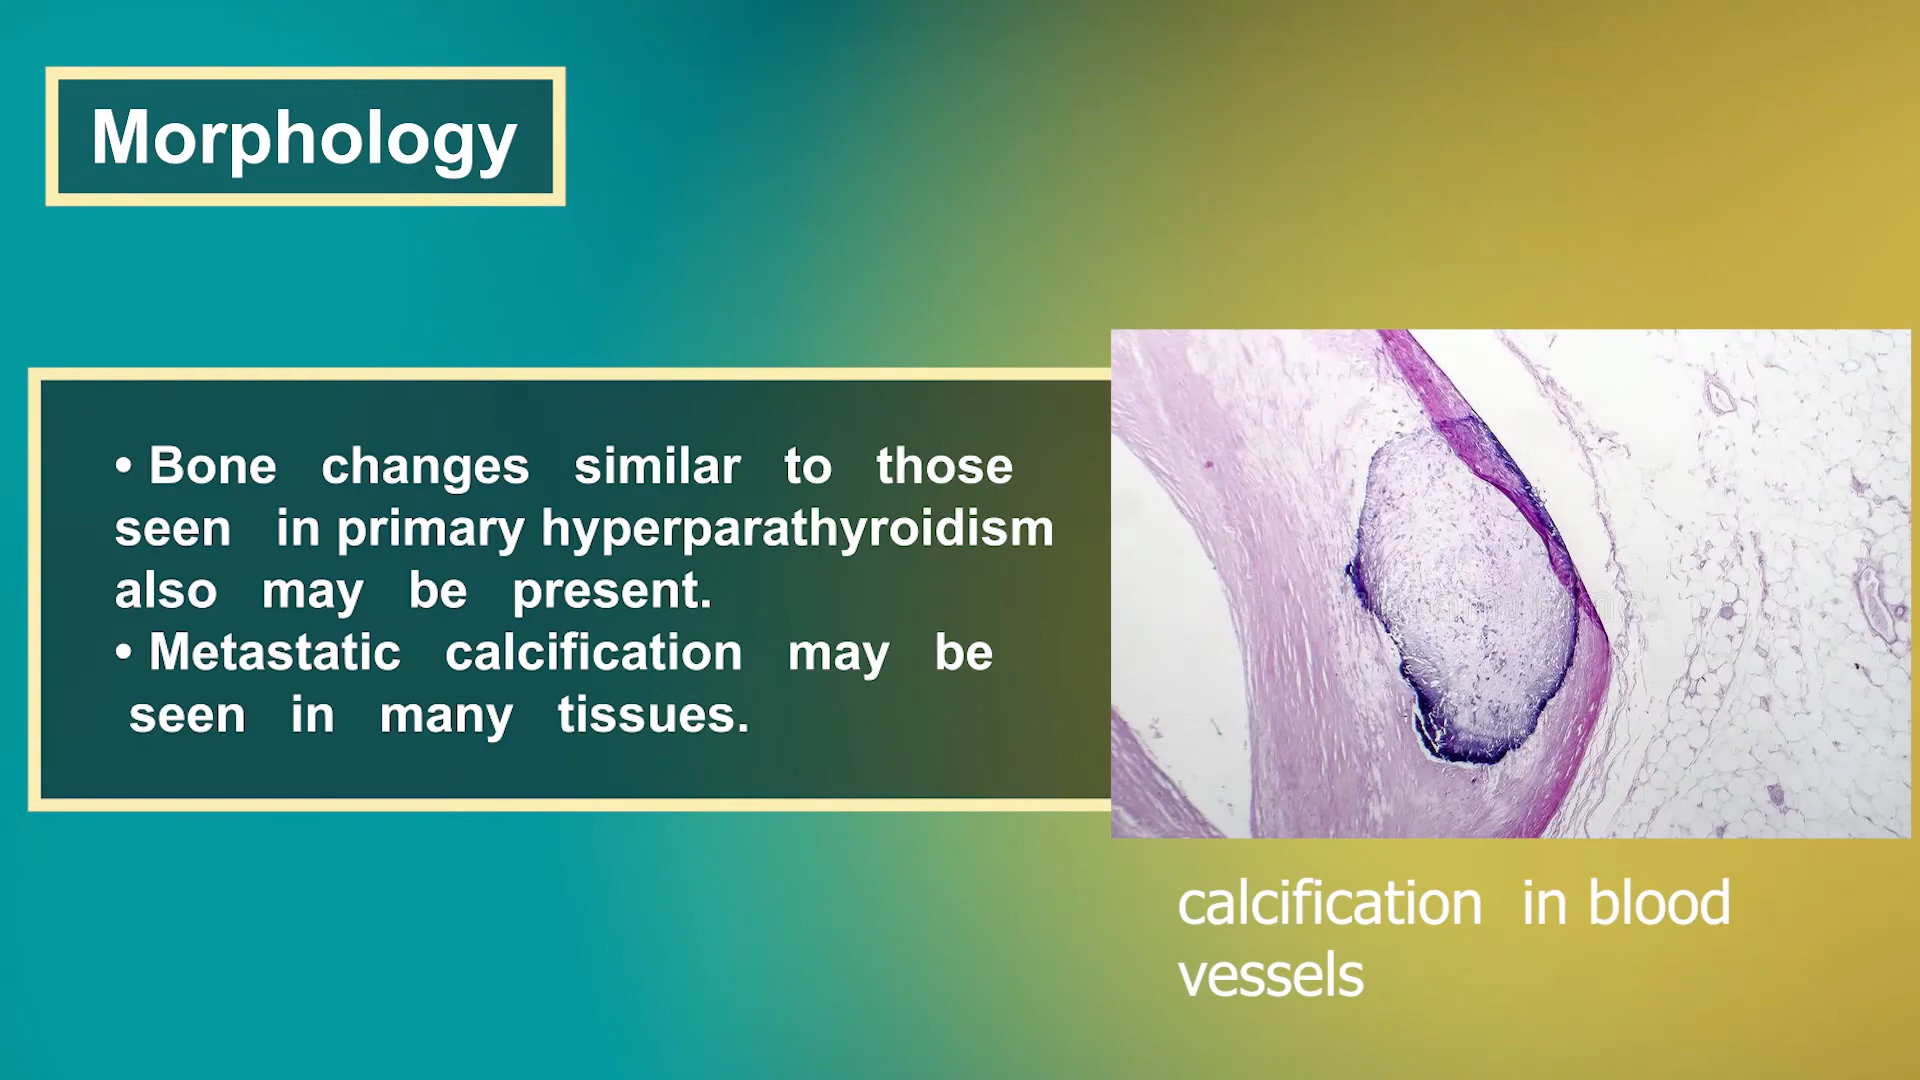 Morphology
• Bone changes similar to those
seen in primary hyperparathyroidism
also may be present.
• Metastatic calcification may be
seen in many tissues.
calcification in blood
vessels